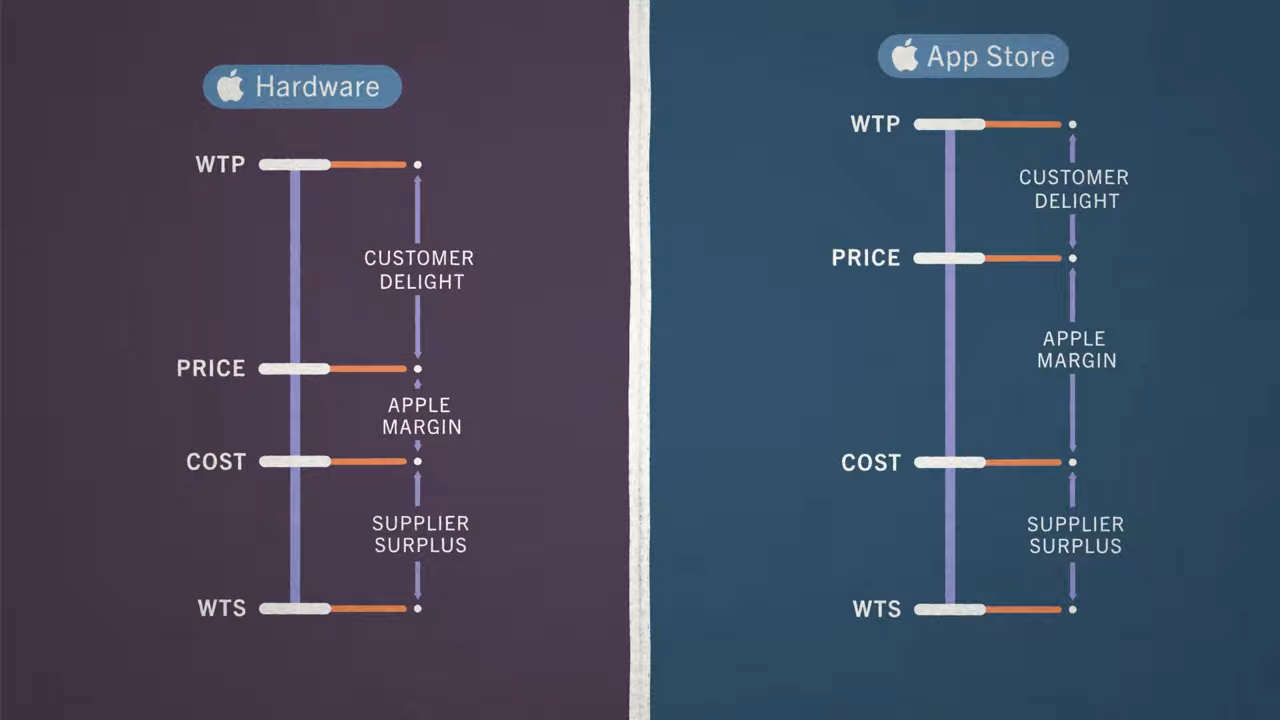 Hardware
WTP
CUSTOMER
DELIGHT
PRICE
APPLE
MARGIN
COST
SUPPLIER
SURPLUS
WTS
App Store
WTP
CUSTOMER
DELIGHT
PRICE
APPLE
MARGIN
COST
SUPPLIER
SURPLUS
WTS